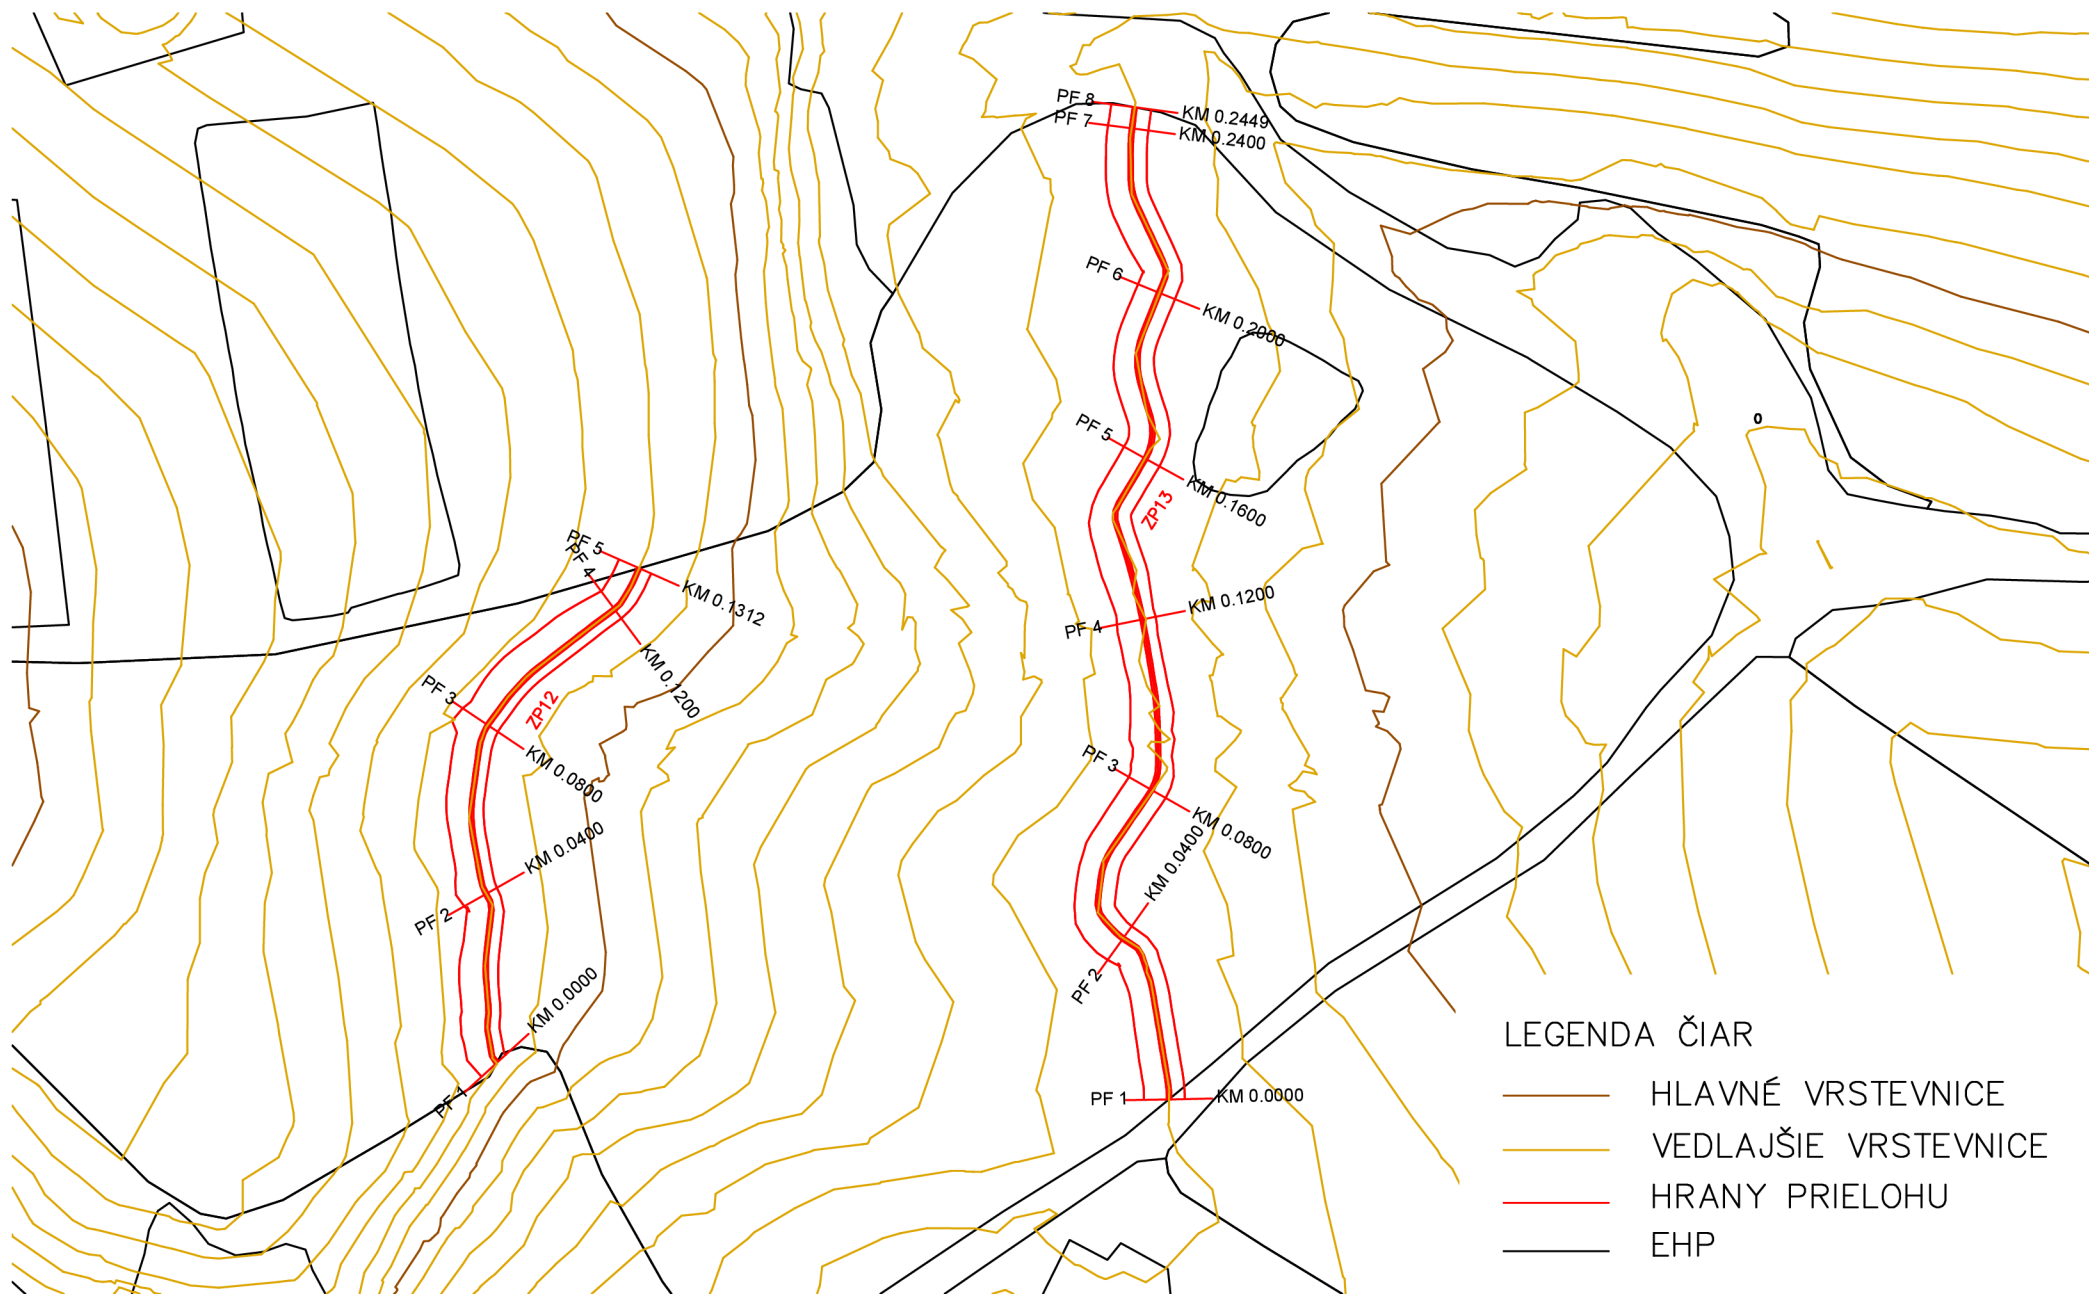 PF 8
KM 0.2449
PF 7
KM 0.2400
PF 6
KM 0.2000
PF 5
KM 0.1600
ZP13
PF 4
KM 0.1200
PF 3
KM 0.0800
KM 0.0400
PF 2
PF 1
KM 0.0000
PF 5
PF 4
KM 0.1312
KM 0.1200
PF 3
ZP12
KM 0.0800
KM 0.0400
PF 2
KM 0.0000
PF 1
0
LEGENDA ČIAR
HLAVNÉ VRSTEVNICE
VEDLAJŠIE VRSTEVNICE
HRANY PRIELOHU
EHP